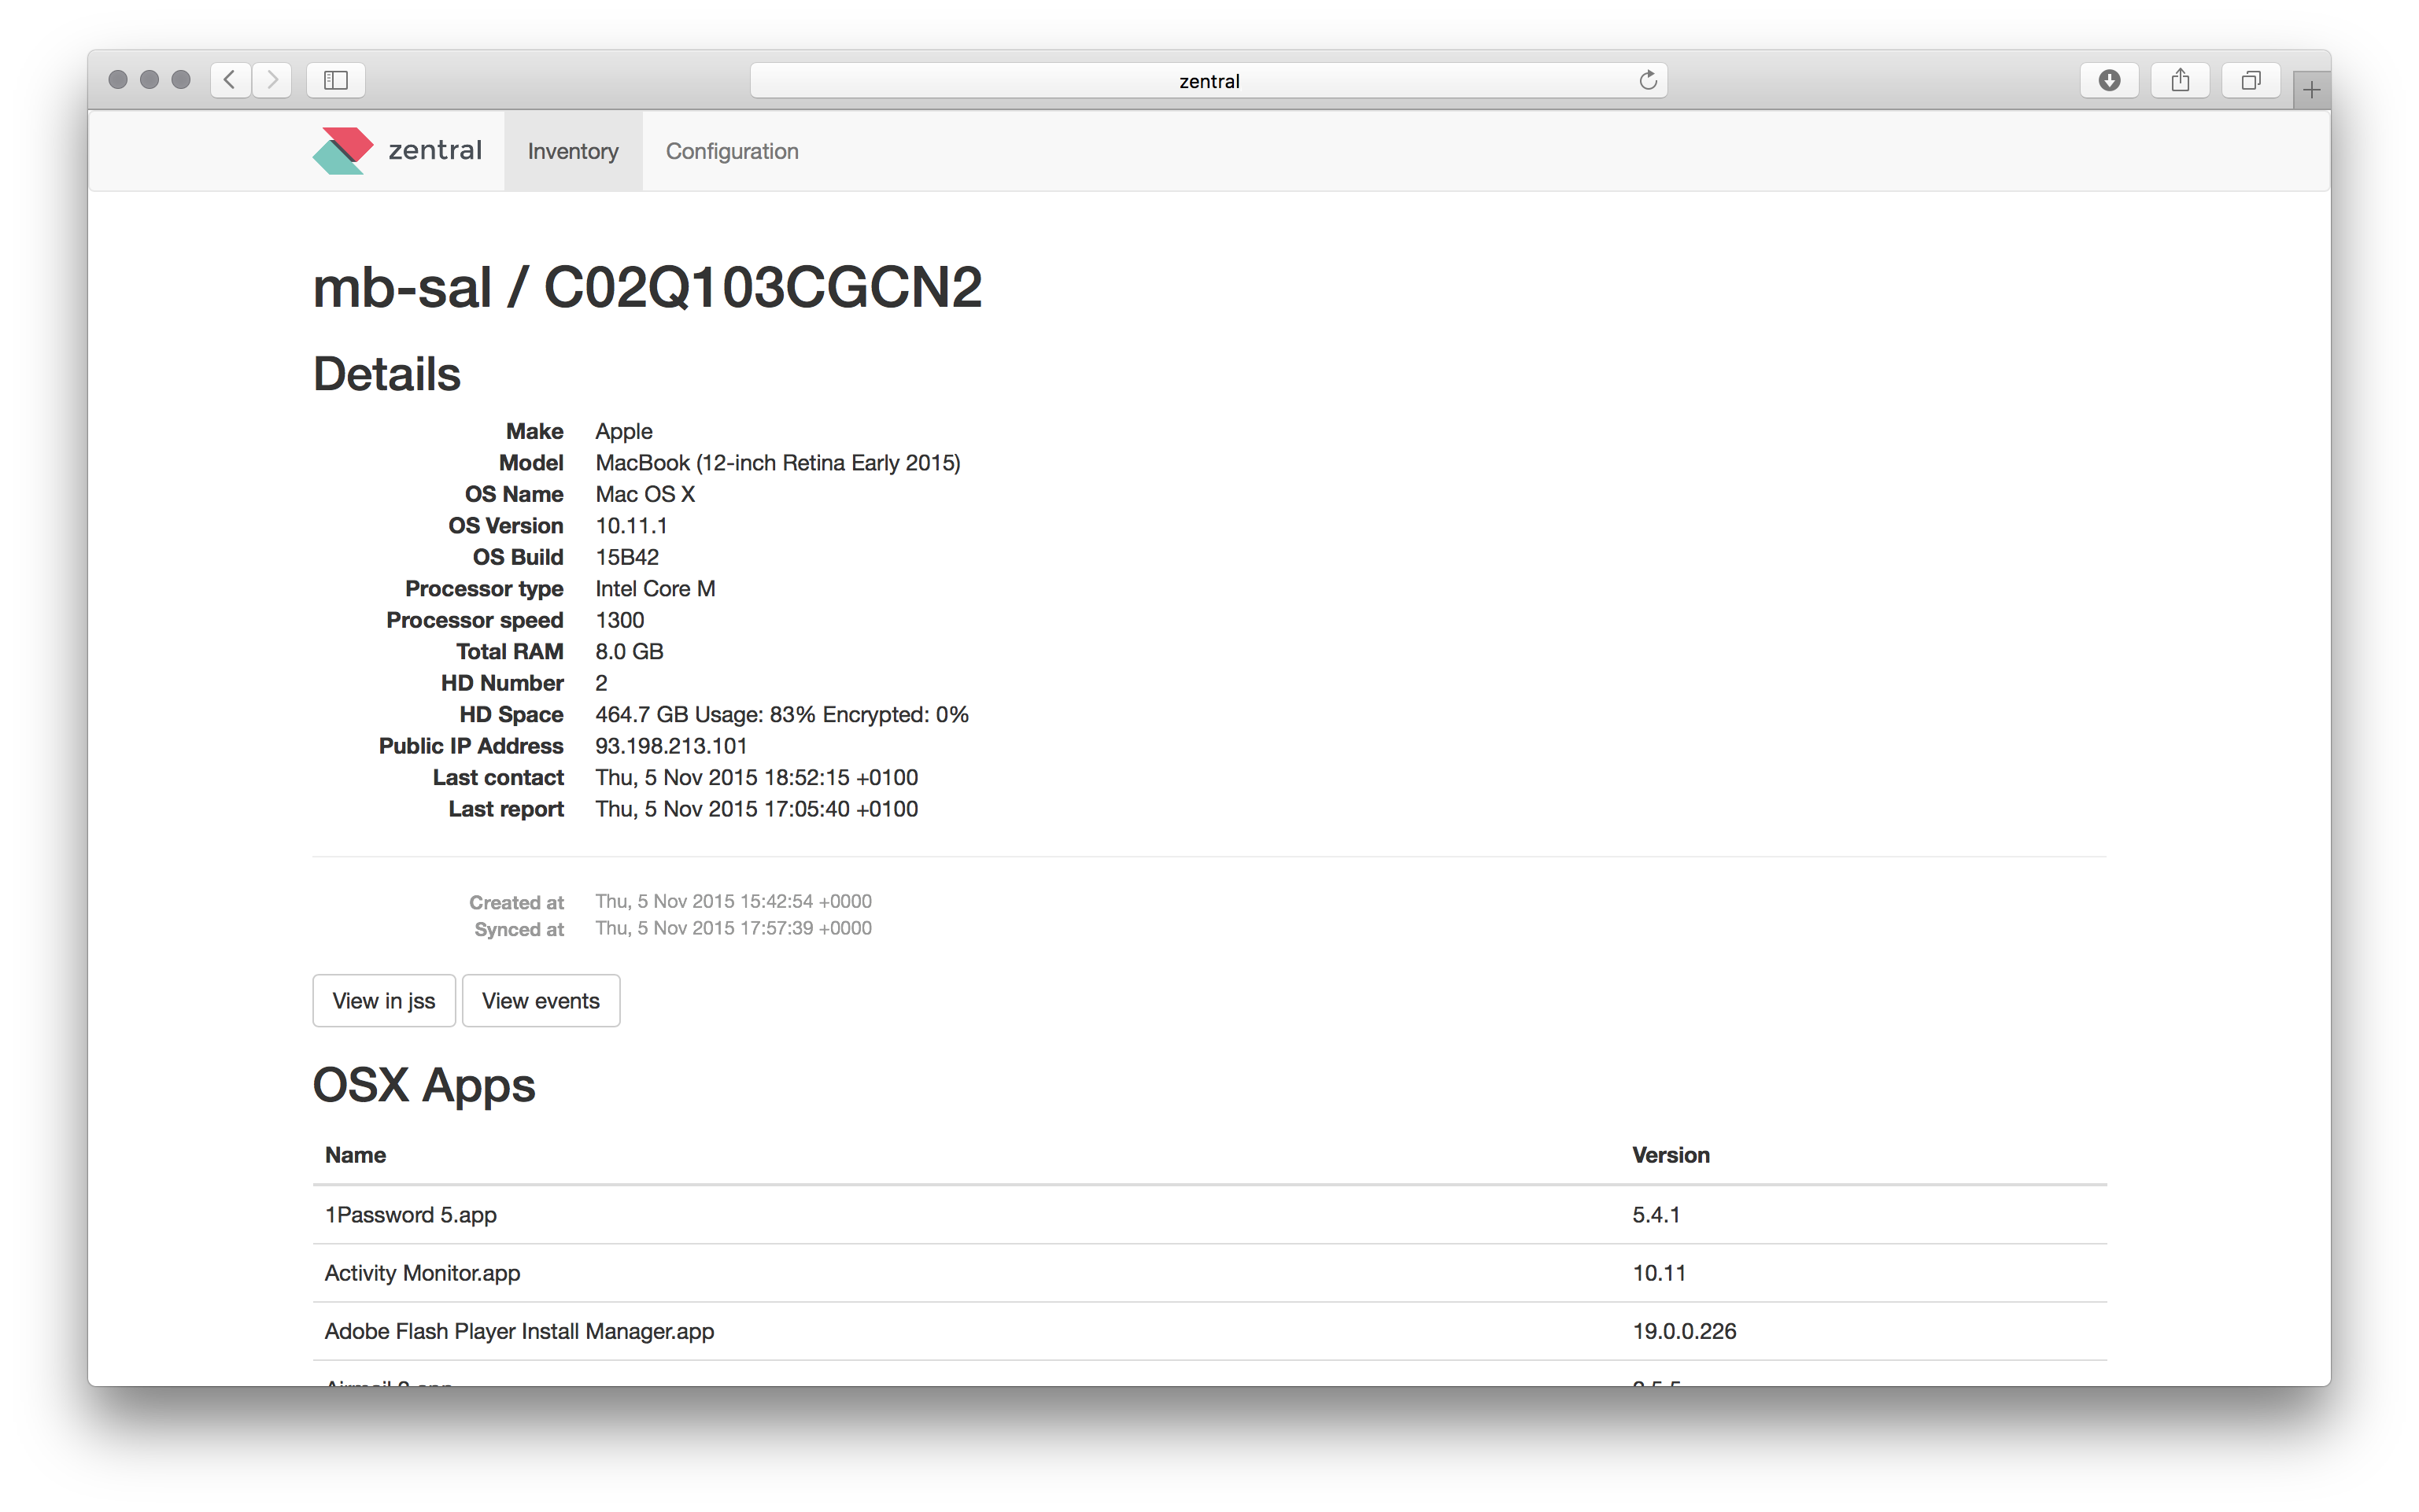 zentral
zentral Inventory Configuration
mb-sal / C02Q103CGCN2
Details
Make Apple
Model MacBook (12-inch Retina Early 2015)
OS Name Mac OS X
OS Version 10.11.1
OS Build 15B42
Processor type Intel Core M
Processor speed 1300
Total RAM 8.0 GB
HD Number 2
HD Space 464.7 GB Usage: 83% Encrypted: 0%
Public IP Address 93.198.213.101
Last contact Thu, 5 Nov 2015 18:52:15 +0100
Last report Thu, 5 Nov 2015 17:05:40 +0100
Created at Thu, 5 Nov 2015 15:42:54 +0000
Synced at Thu, 5 Nov 2015 17:57:39 +0000
View in jss View events
OSX Apps
Name Version
1Password 5.app 5.4.1
Activity Monitor.app 10.11
Adobe Flash Player Install Manager.app 19.0.0.226